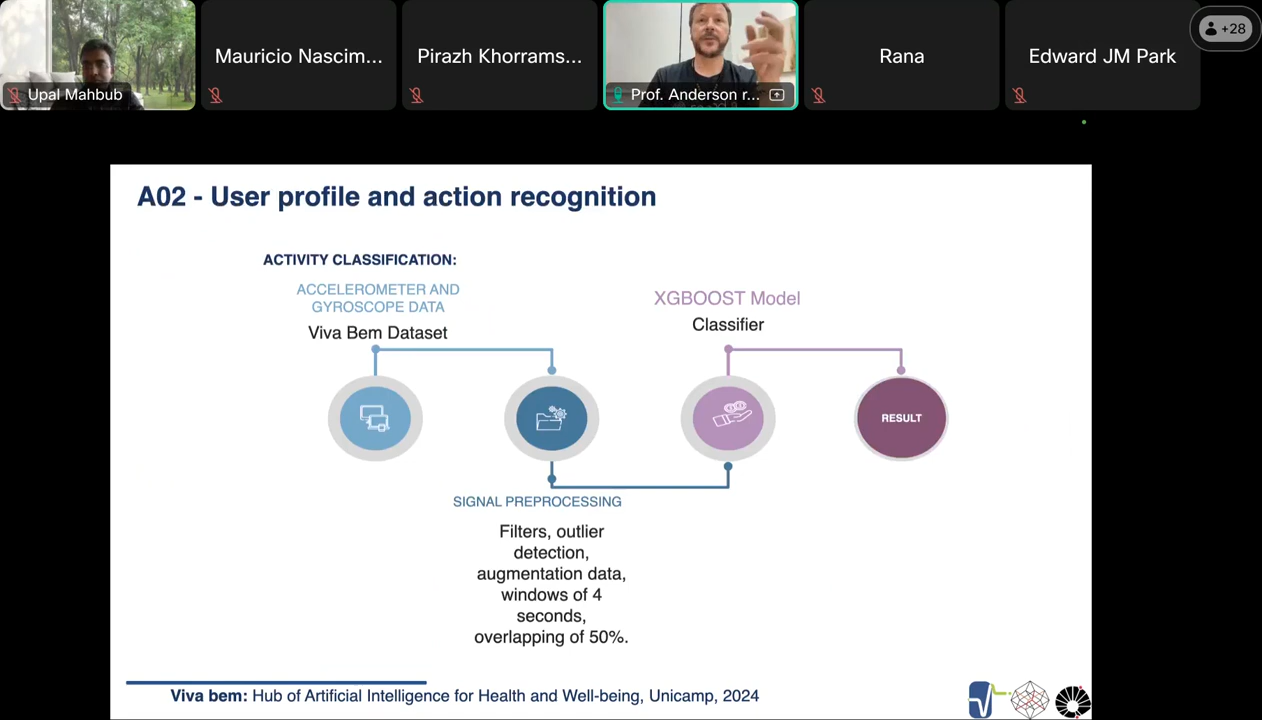 Upal Mahbub
Mauricio Nascim...
Pirazh Khorrams...
Prof. Anderson r...
Rana
Edward JM Park
+28
A02 - User profile and action recognition
ACTIVITY CLASSIFICATION:
ACCELEROMETER AND
GYROSCOPE DATA
Viva Bem Dataset
XGBOOST Model
Classifier
RESULT
SIGNAL PREPROCESSING
Filters, outlier
detection,
augmentation data,
windows of 4
seconds,
overlapping of 50%.
Viva bem: Hub of Artificial Intelligence for Health and Well-being, Unicamp, 2024